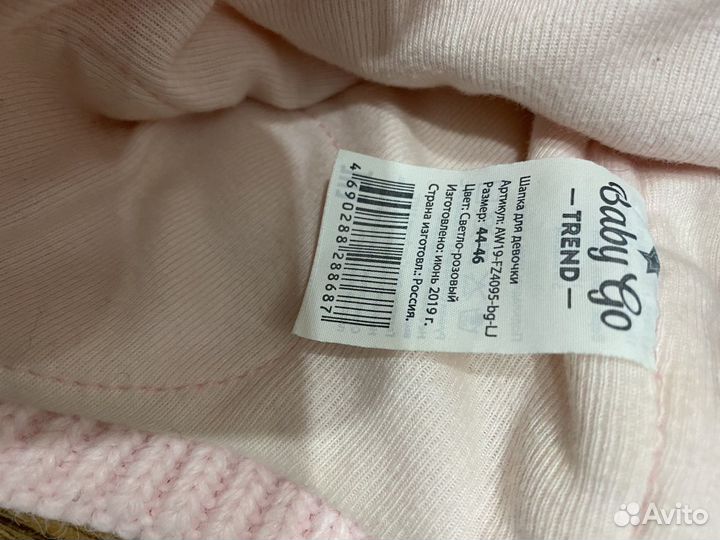 Baby Go
— TREND —
Шапка для девочки
Артикул: AW19-FZ4095-bg-LJ
Размер: 44-46
Цвет: Светло-розовый
Изготовлено: июнь 2019 г.
Страна изготовл.: Россия.
4690288288687
Avito